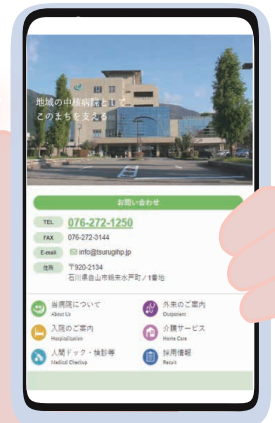 地域の中核病院として
このまちを支える
お問い合わせ
TEL 076-272-1250
FAX 076-272-3144
E-mail info@tsurugihp.jp
住所 〒920-2134
石川県白山市鶴来水戸町ノ1番地
当病院について
About Us
外来のご案内
Outpatient
入院のご案内
Hospitalization
介護サービス
Home Care
人間ドック・検診等
Medical Checkup
採用情報
Recruit